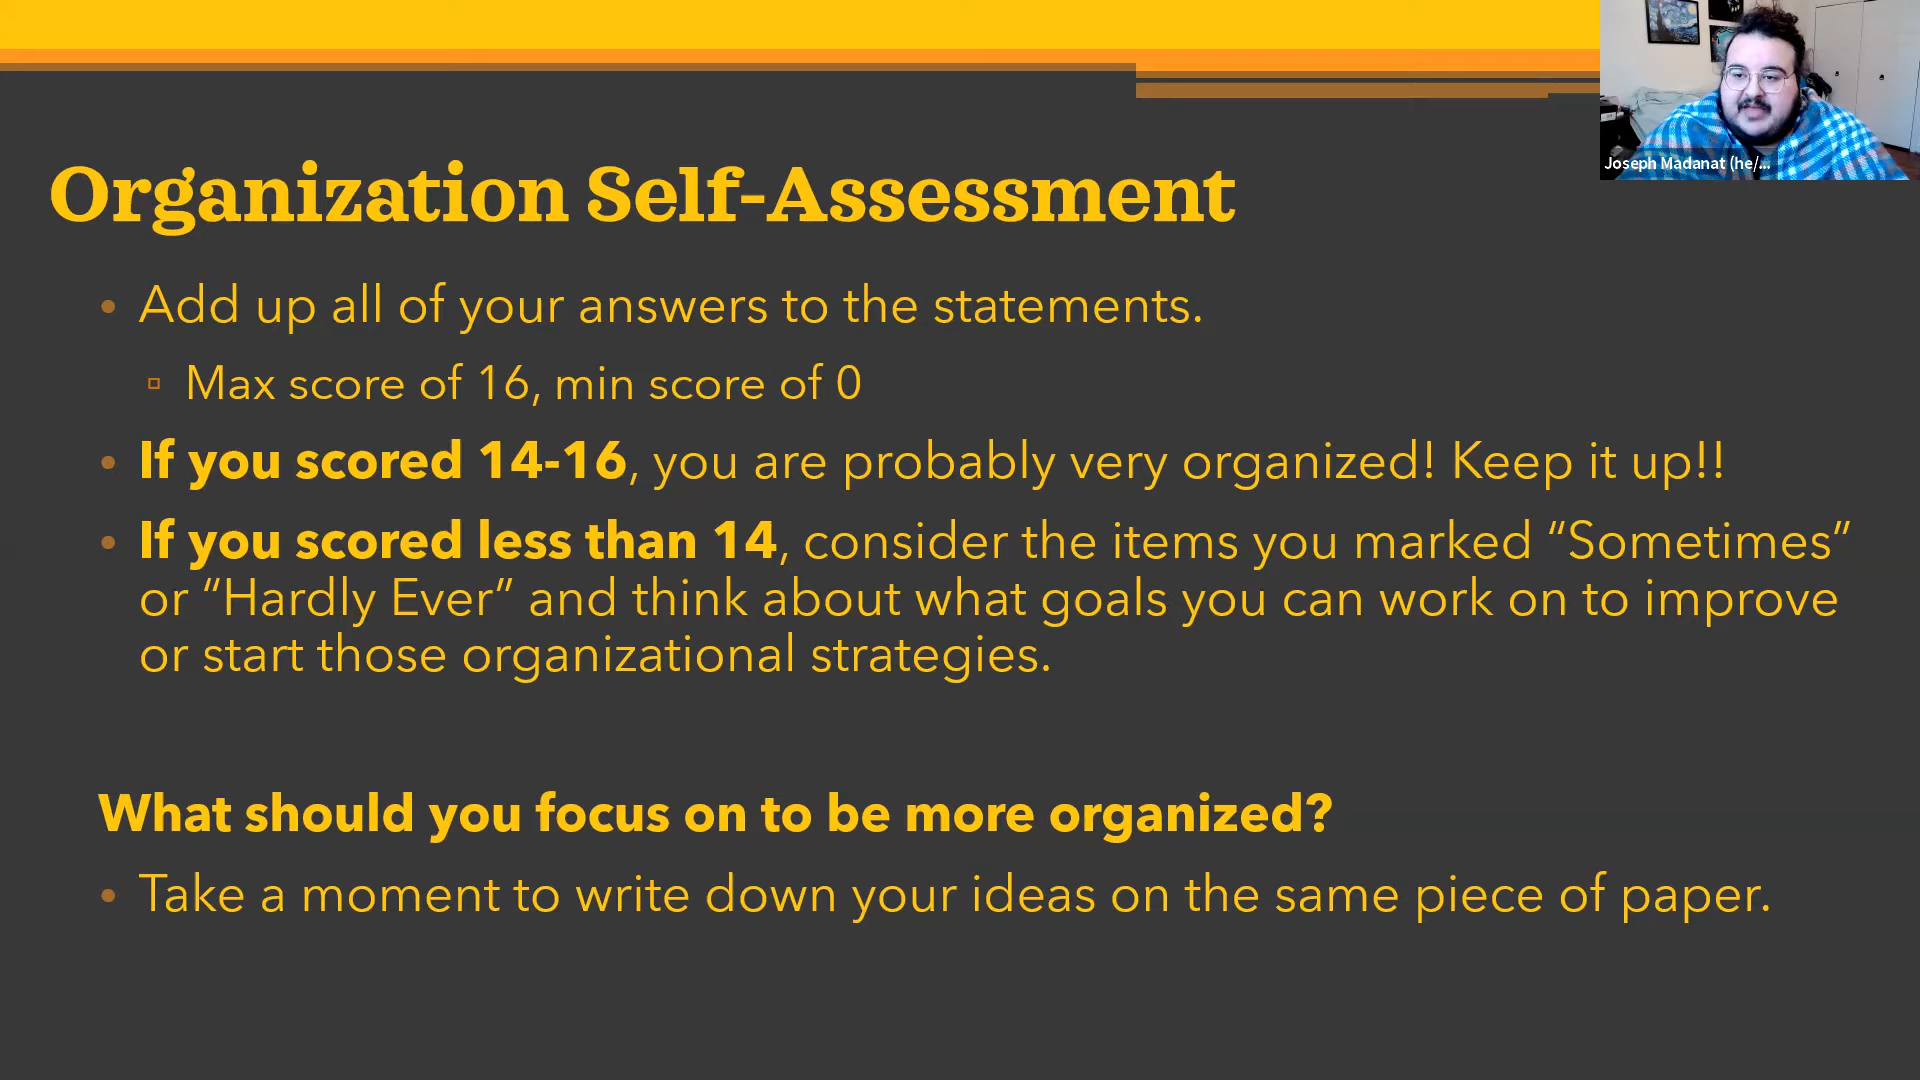 Joseph Madanat (he/...
Organization Self-Assessment
• Add up all of your answers to the statements.
▫ Max score of 16, min score of 0
• If you scored 14-16, you are probably very organized! Keep it up!!
• If you scored less than 14, consider the items you marked “Sometimes”
or “Hardly Ever” and think about what goals you can work on to improve
or start those organizational strategies.
What should you focus on to be more organized?
• Take a moment to write down your ideas on the same piece of paper.